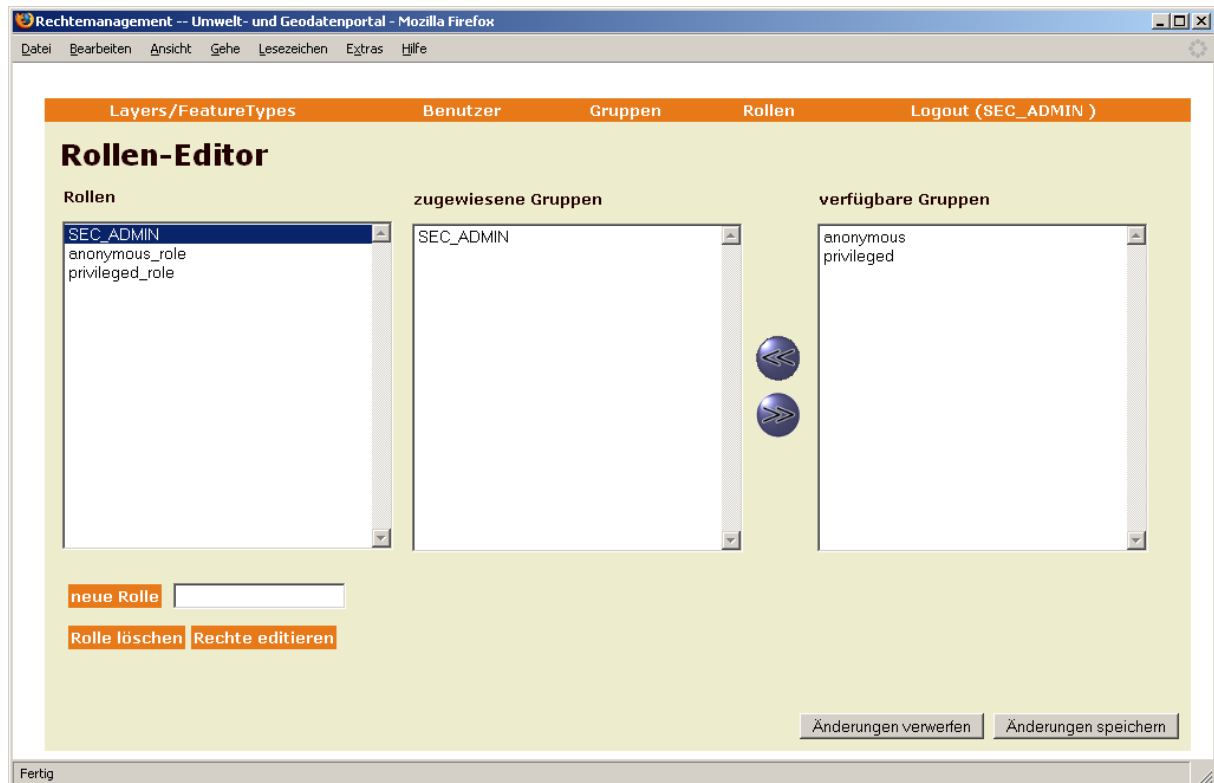 Rechtemanagement -- Umwelt- und Geodatenportal - Mozilla Firefox
Datei Bearbeiten Ansicht Gehe Lesezeichen Extras Hilfe
Layers/FeatureTypes Benutzer Gruppen Rollen Logout (SEC_ADMIN )
Rollen-Editor
Rollen zugewiesene Gruppen verfügbare Gruppen
SEC_ADMIN
anonymous_role
privileged_role
SEC_ADMIN
anonymous
privileged
neue Rolle
Rolle löschen Rechte editieren
Änderungen verwerfen Änderungen speichern
Fertig